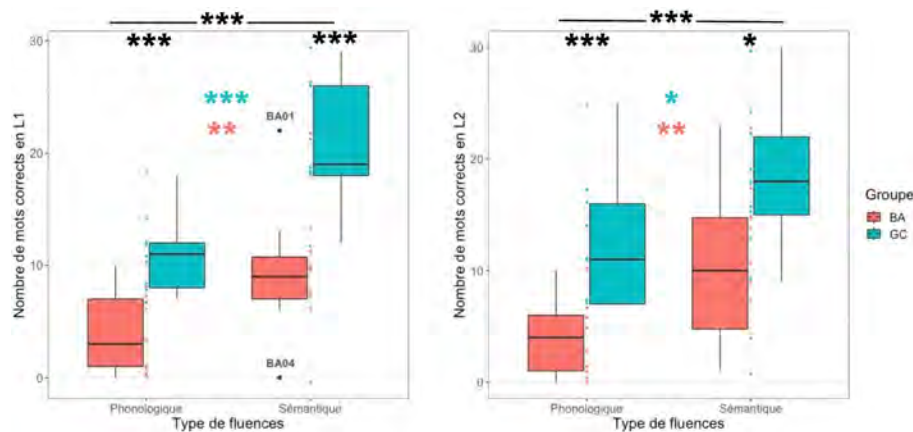 ***
***
***
***
**
BA01
BA04
30
20
10
0
Nombre de mots corrects en L1
Phonologique
Sémantique
Type de fluences
***
***
*
*
**
30
20
10
0
Nombre de mots corrects en L2
Phonologique
Sémantique
Type de fluences
Groupe
BA
GC